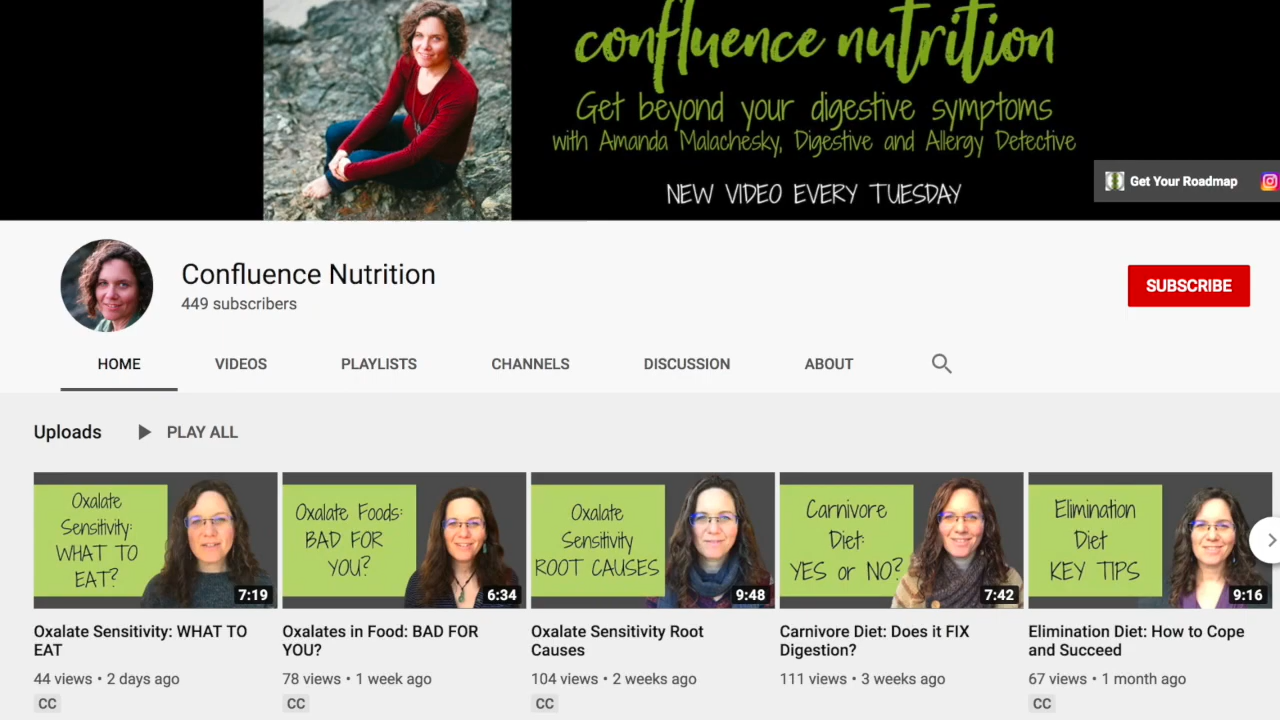 confluence nutrition
Get beyond your digestive symptoms
with Amanda Malachesky, Digestive and Allergy Detective
NEW VIDEO EVERY TUESDAY
Get Your Roadmap
Confluence Nutrition
449 subscribers
SUBSCRIBE
HOME VIDEOS PLAYLISTS CHANNELS DISCUSSION ABOUT
Uploads PLAY ALL
Oxalate
Sensitivity:
WHAT TO
EAT?
7:19
Oxalate Foods:
BAD FOR
YOU?
6:34
Oxalate
Sensitivity
ROOT CAUSES
9:48
Carnivore
Diet:
YES or NO?
7:42
Elimination
Diet
KEY TIPS
9:16
Oxalate Sensitivity: WHAT TO
EAT
44 views • 2 days ago
CC
Oxalates in Food: BAD FOR
YOU?
78 views • 1 week ago
CC
Oxalate Sensitivity Root
Causes
104 views • 2 weeks ago
CC
Carnivore Diet: Does it FIX
Digestion?
111 views • 3 weeks ago
Elimination Diet: How to Cope
and Succeed
67 views • 1 month ago
CC